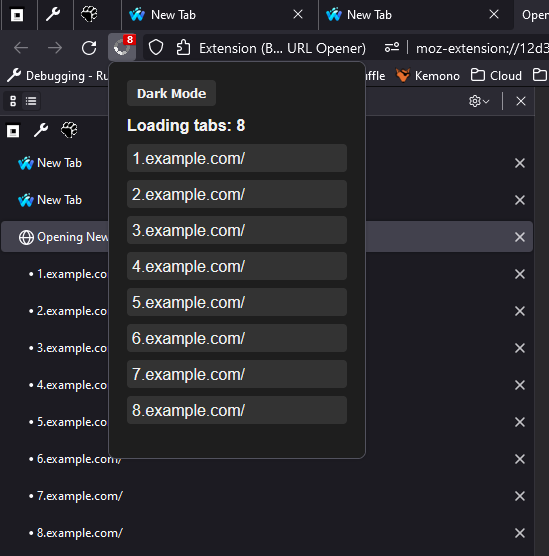 New Tab
New Tab
Open
8
Extension (B... URL Opener)
moz-extension://12d3
Debugging - Ru
uffle
Kemono
Cloud
Dark Mode
Loading tabs: 8
1.example.com/
2.example.com/
3.example.com/
4.example.com/
5.example.com/
6.example.com/
7.example.com/
8.example.com/
New Tab
New Tab
Opening New
• 1.example.co
• 2.example.co
• 3.example.co
• 4.example.co
• 5.example.co
• 6.example.com/
• 7.example.com/
• 8.example.com/